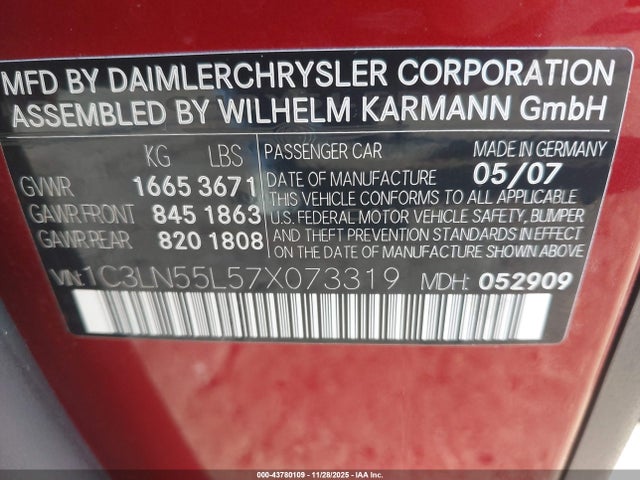 MFD BY DAIMLERCHRYSLER CORPORATION
ASSEMBLED BY WILHELM KARMANN GmbH
KG LBS
GVWR 1665 3671
GAWR FRONT 845 1863
GAWR REAR 820 1808
PASSENGER CAR MADE IN GERMANY
DATE OF MANUFACTURE 05/07
THIS VEHICLE CONFORMS TO ALL APPLICABLE
U.S. FEDERAL MOTOR VEHICLE SAFETY, BUMPER
AND THEFT PREVENTION STANDARDS IN EFFECT
ON THE DATE OF MANUFACTURE SHOWN ABOVE
VIN: 1C3LN55L57X073319 MDH: 052909
000-43780109 11/28/2025 IAA, Inc.